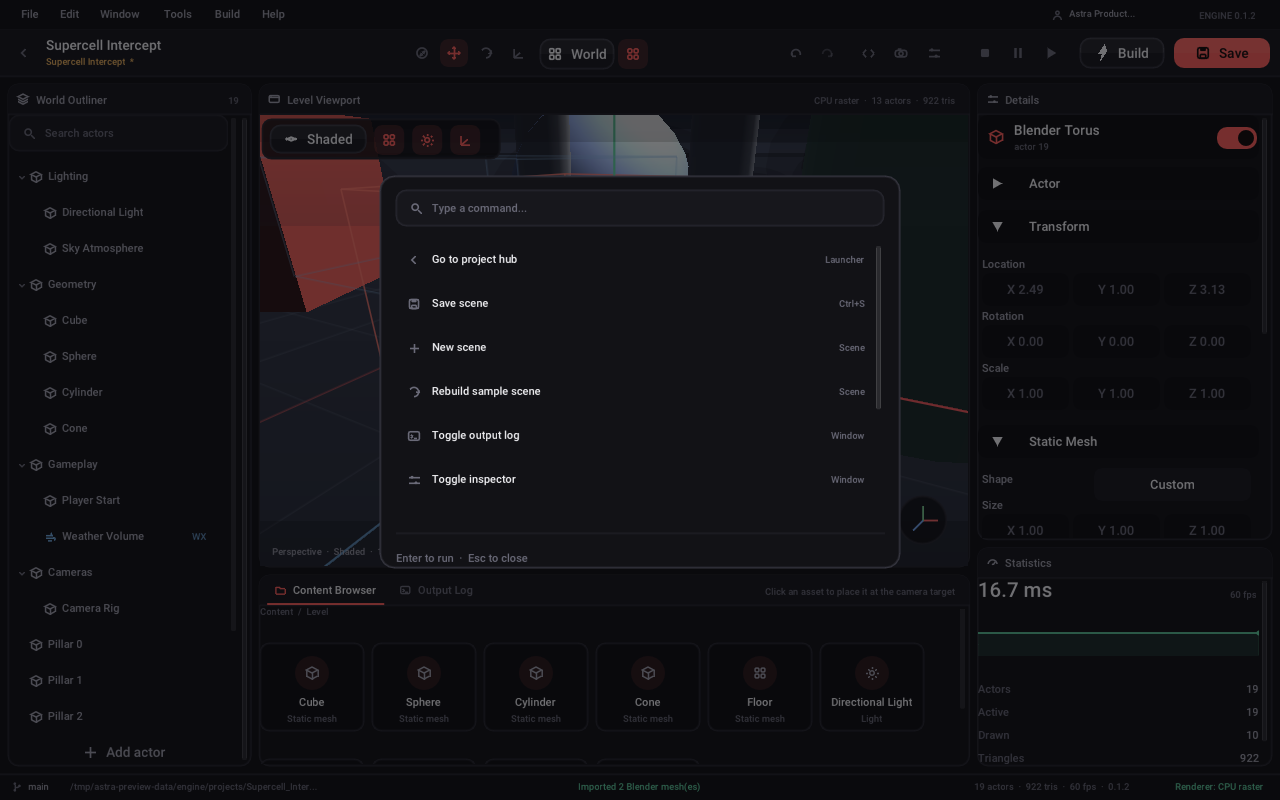 File Edit Window Tools Build Help
Astra Product...
ENGINE 0.1.2
Supercell Intercept
Supercell Intercept *
World
Build
Save
World Outliner
19
Search actors
Lighting
Directional Light
Sky Atmosphere
Geometry
Cube
Sphere
Cylinder
Cone
Gameplay
Player Start
Weather Volume WX
Cameras
Camera Rig
Pillar 0
Pillar 1
Pillar 2
Add actor
Level Viewport
CPU raster · 13 actors · 922 tris
Shaded
Type a command...
Go to project hub Launcher
Save scene Ctrl+S
New scene Scene
Rebuild sample scene Scene
Toggle output log Window
Toggle inspector Window
Enter to run · Esc to close
Perspective · Shaded ·
Content Browser
Output Log
Click an asset to place it at the camera target
Content / Level
Cube
Static mesh
Sphere
Static mesh
Cylinder
Static mesh
Cone
Static mesh
Floor
Static mesh
Directional Light
Light
Details
Blender Torus
actor 19
Actor
Transform
Location
X 2.49 Y 1.00 Z 3.13
Rotation
X 0.00 Y 0.00 Z 0.00
Scale
X 1.00 Y 1.00 Z 1.00
Static Mesh
Shape Custom
Size
X 1.00 Y 1.00 Z 1.00
Statistics
16.7 ms 60 fps
Actors 19
Active 19
Drawn 10
Triangles 922
main
/tmp/astra-preview-data/engine/projects/Supercell_Inter...
Imported 2 Blender mesh(es)
19 actors · 922 tris · 60 fps · 0.1.2
Renderer: CPU raster